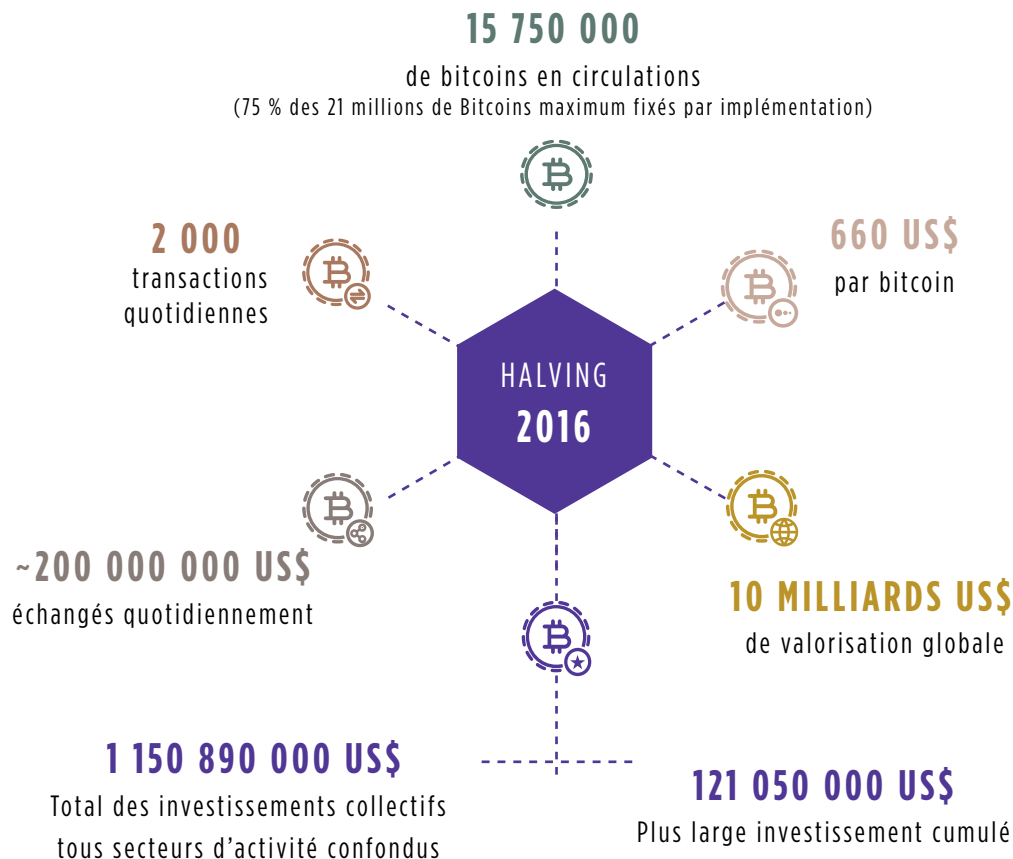 15 750 000
de bitcoins en circulations
(75 % des 21 millions de Bitcoins maximum fixés par implémentation)
2 000
transactions
quotidiennes
660 US$
par bitcoin
HALVING
2016
~200 000 000 US$
échangés quotidiennement
10 MILLIARDS US$
de valorisation globale
1 150 890 000 US$
Total des investissements collectifs
tous secteurs d’activité confondus
121 050 000 US$
Plus large investissement cumulé